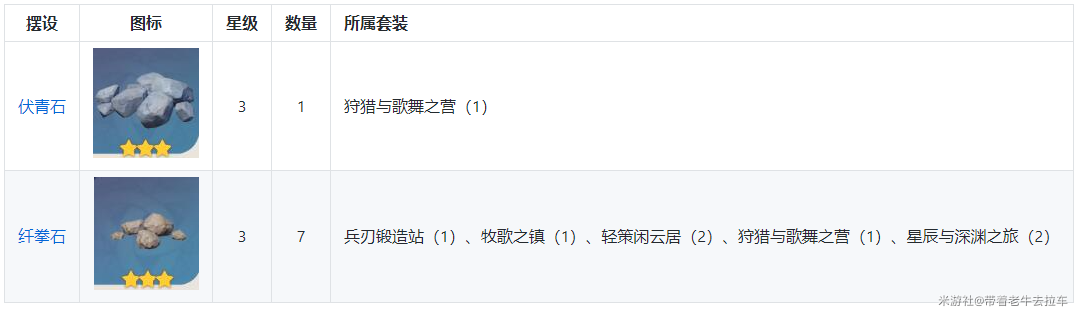 摆设 图标 星级 数量 所属套装
伏青石 3 1 狩猎与歌舞之营（1）
纤拳石 3 7 兵刃锻造站（1）、牧歌之镇（1）、轻策闲云居（2）、狩猎与歌舞之营（1）、星辰与深渊之旅（2）
米游社@带着老牛去拉车